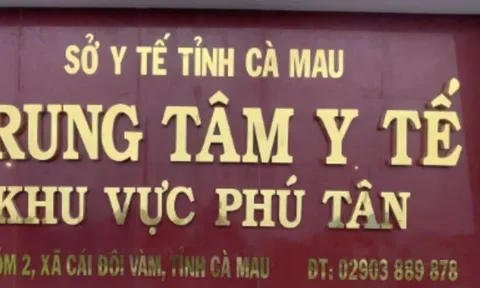 SỞ Y TẾ TỈNH CÀ MAU
RUNG TÂM Y TẾ
KHU VỰC PHÚ TÂN
ÓM 2, XÃ CÁI ĐÔI VÀM, TỈNH CÀ MAU ĐT: 02903 889 878